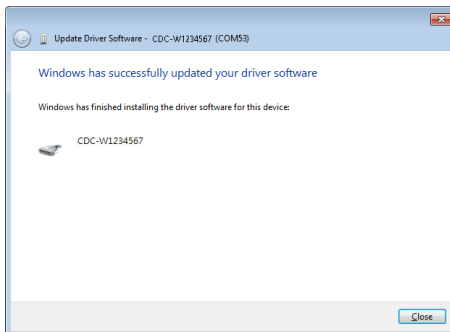 Update Driver Software - CDC-W1234567 (COM53)
Windows has successfully updated your driver software
Windows has finished installing the driver software for this device:
CDC-W1234567
Close